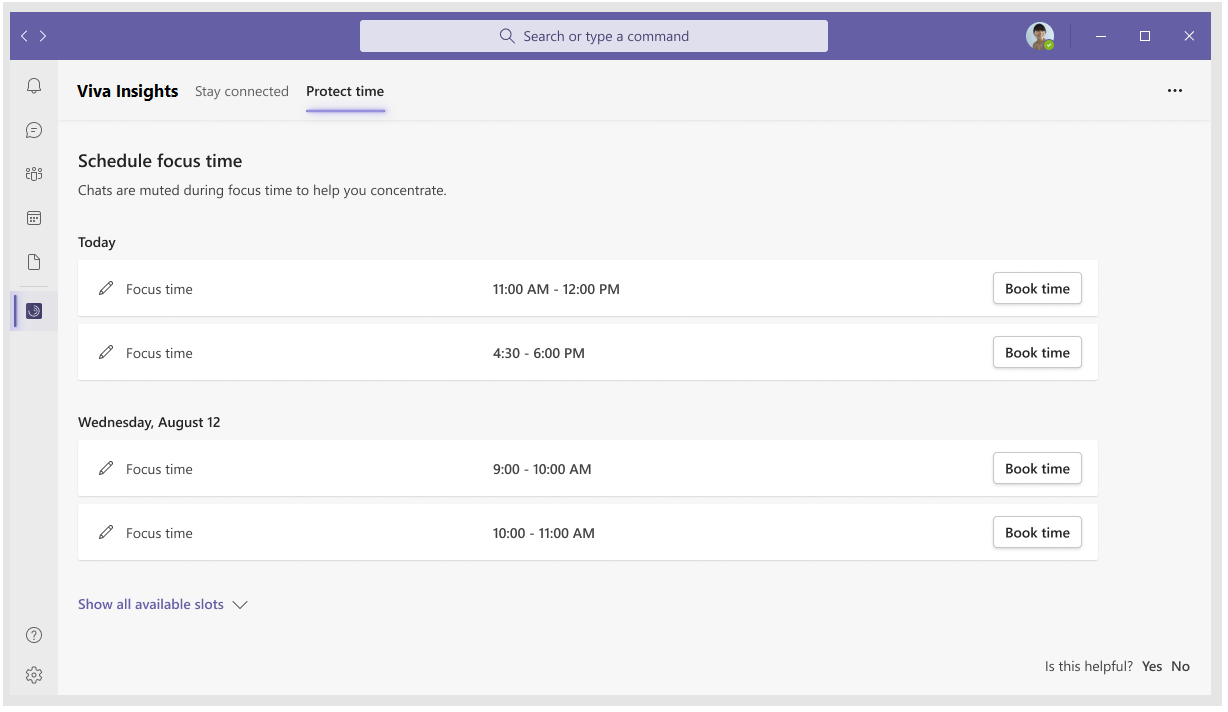 Search or type a command
Viva Insights Stay connected Protect time
Schedule focus time
Chats are muted during focus time to help you concentrate.
Today
Focus time 11:00 AM - 12:00 PM Book time
Focus time 4:30 - 6:00 PM Book time
Wednesday, August 12
Focus time 9:00 - 10:00 AM Book time
Focus time 10:00 - 11:00 AM Book time
Show all available slots
Is this helpful? Yes No